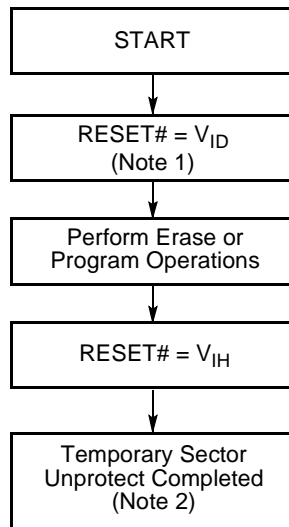 START
RESET# = VID
(Note 1)
Perform Erase or
Program Operations
RESET# = VIH
Temporary Sector
Unprotect Completed
(Note 2)